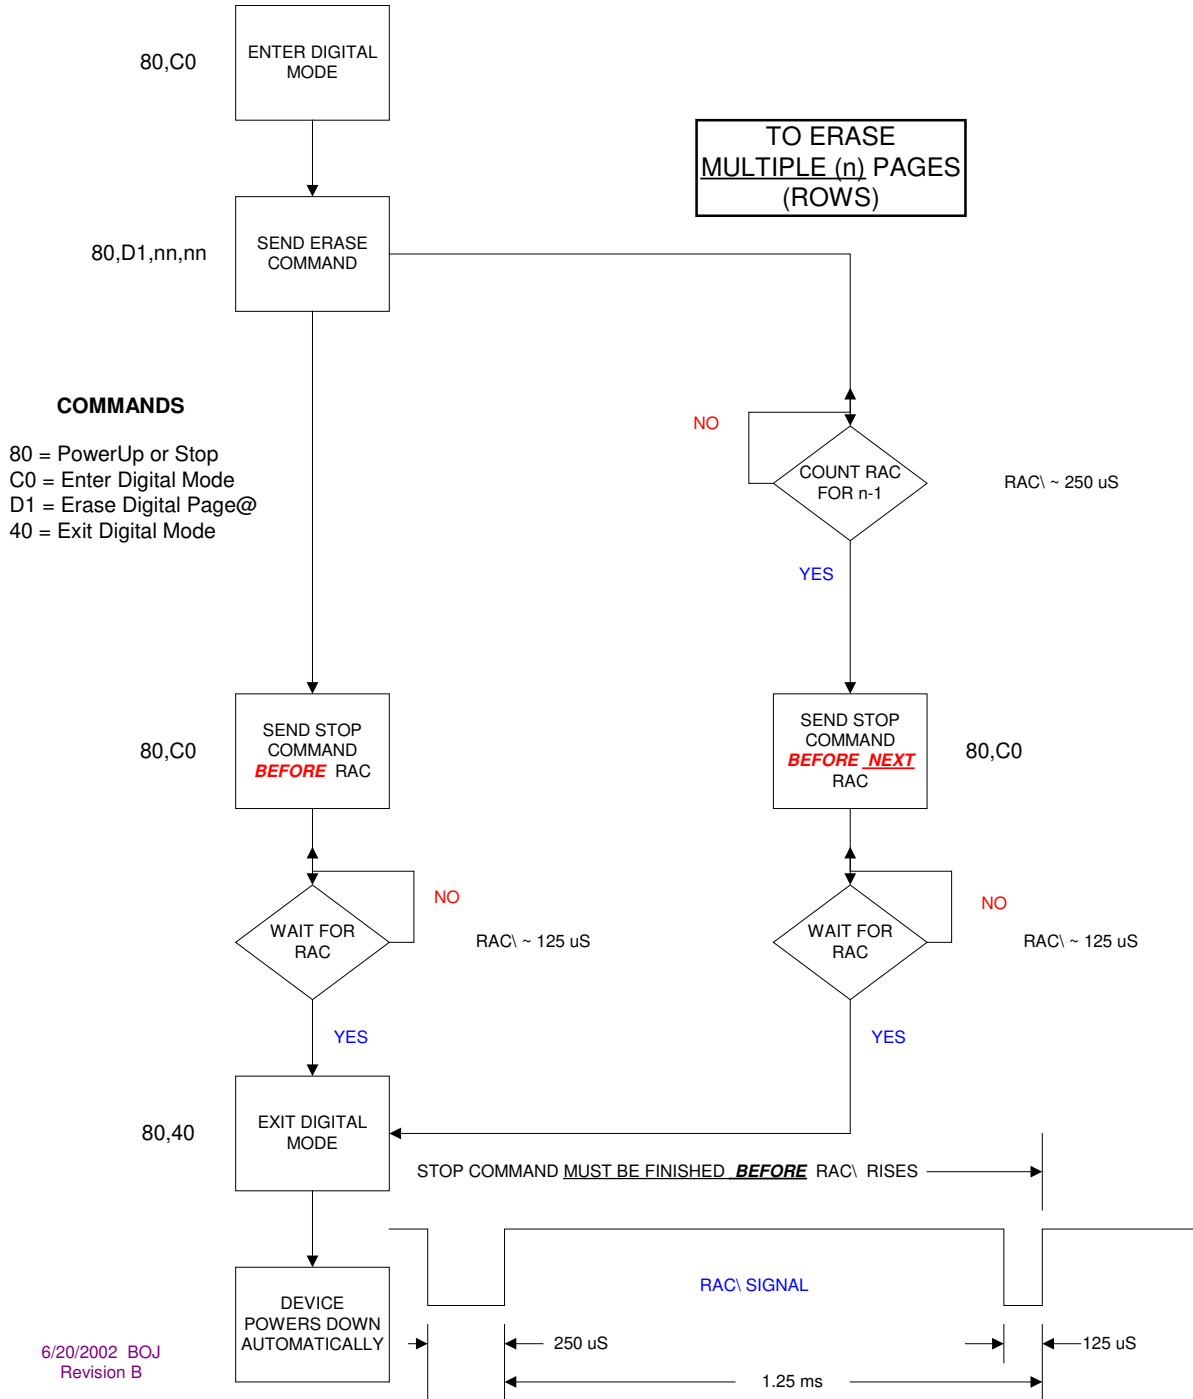 80,C0
ENTER DIGITAL
MODE
TO ERASE
MULTIPLE (n) PAGES
(ROWS)
80,D1,nn,nn
SEND ERASE
COMMAND
COMMANDS
80 = PowerUp or Stop
C0 = Enter Digital Mode
D1 = Erase Digital Page@
40 = Exit Digital Mode
NO
COUNT RAC
FOR n-1
RAC\ ~ 250 uS
YES
80,C0
SEND STOP
COMMAND
BEFORE RAC
SEND STOP
COMMAND
BEFORE NEXT
RAC
80,C0
WAIT FOR
RAC
NO
RAC\ ~ 125 uS
YES
WAIT FOR
RAC
NO
RAC\ ~ 125 uS
YES
80,40
EXIT DIGITAL
MODE
STOP COMMAND MUST BE FINISHED BEFORE RAC\ RISES
RAC\ SIGNAL
DEVICE
POWERS DOWN
AUTOMATICALLY
250 uS
125 uS
1.25 ms
6/20/2002 BOJ
Revision B